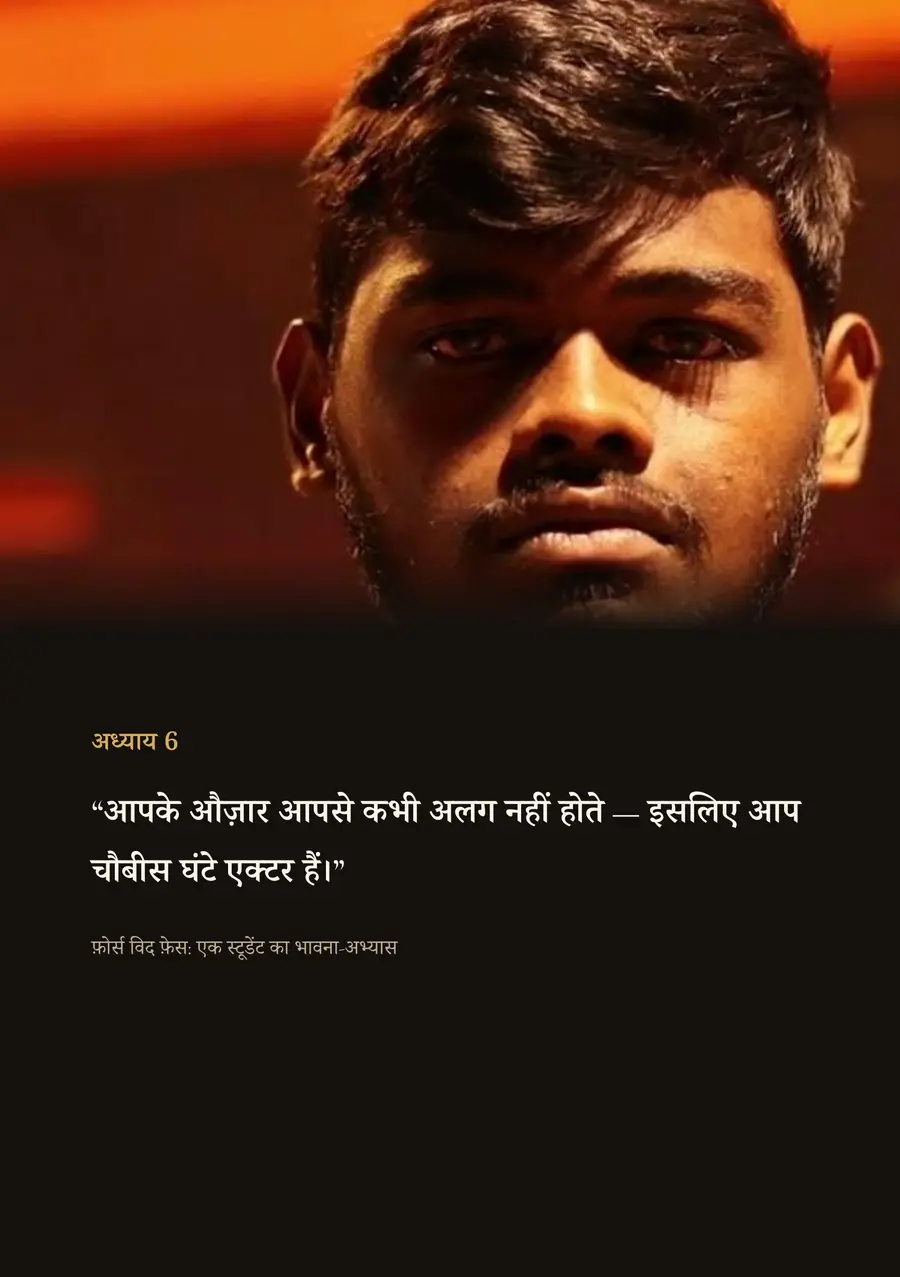 अध्याय 6
“आपके औज़ार आपसे कभी अलग नहीं होते — इसलिए आप
चौबीस घंटे एक्टर हैं।”
फ़ोर्स विद फ़ेस: एक स्टूडेंट का भावना-अभ्यास